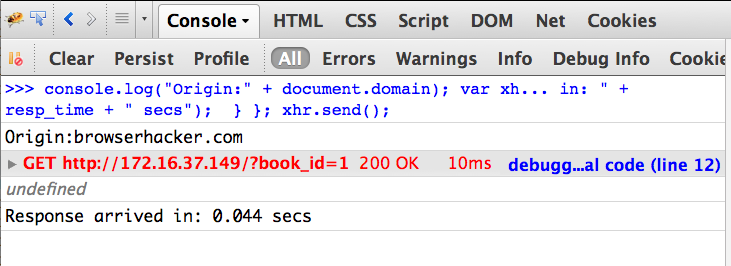 Console HTML CSS Script DOM Net Cookies
Clear Persist Profile All Errors Warnings Info Debug Info Cookie
>>> console.log("Origin:" + document.domain); var xh... in: " +
resp_time + " secs");  } }; xhr.send();
Origin:browserhacker.com
GET http://172.16.37.149/?book_id=1 200 OK 10ms debugg...al code (line 12)
undefined
Response arrived in: 0.044 secs